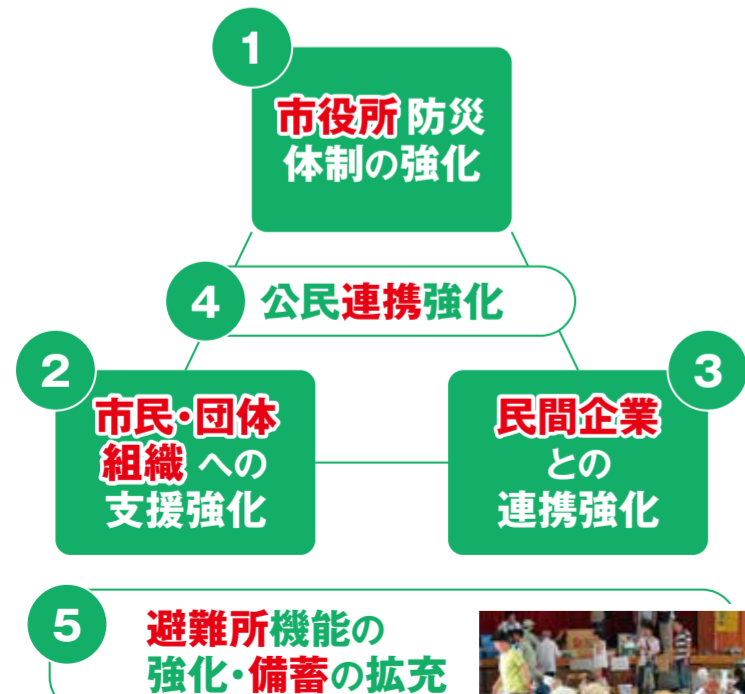 1
市役所 防災
体制の強化
4
公民連携強化
2
市民・団体
組織 への
支援強化
3
民間企業
との
連携強化
5
避難所機能の
強化・備蓄の拡充